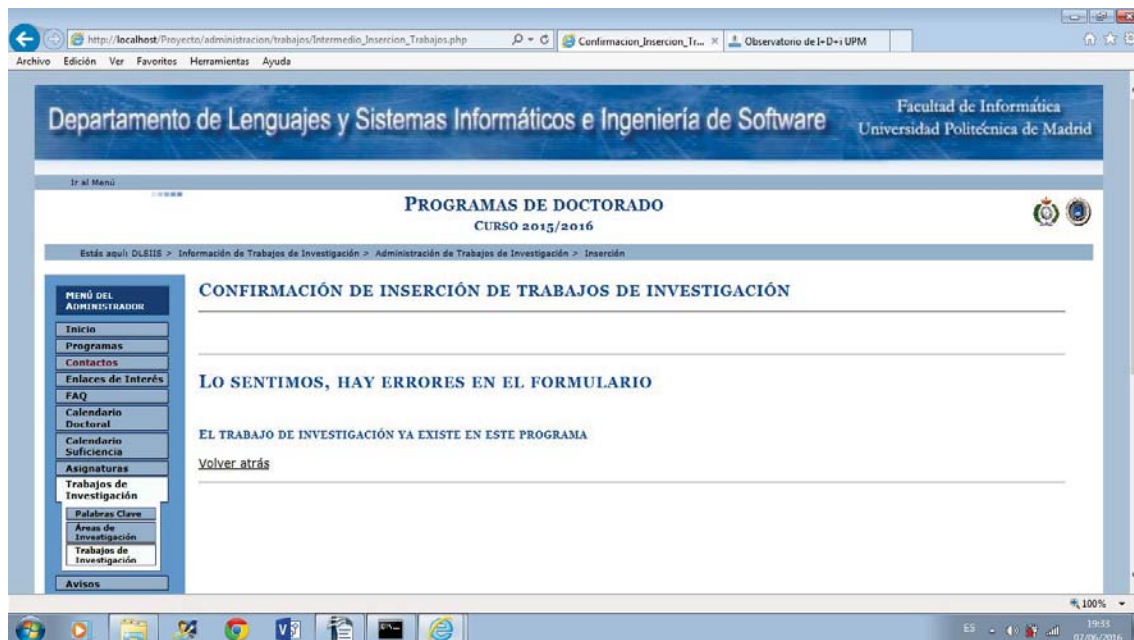 http://localhost/Proyecto/administracion/trabajos/Intermedio_Insercion_Trabajos.php
Confirmacion_Insercion_Tr...
Observatorio de I+D+i UPM
Archivo Edición Ver Favoritos Herramientas Ayuda
Departamento de Lenguajes y Sistemas Informáticos e Ingeniería de Software
Facultad de Informática
Universidad Politécnica de Madrid
Ir al Menú
PROGRAMAS DE DOCTORADO
CURSO 2015/2016
Estás aquí: DLSIIS > Información de Trabajos de Investigación > Administración de Trabajos de Investigación > Inserción
MENÚ DEL
ADMINISTRADOR
Inicio
Programas
Contactos
Enlaces de Interés
FAQ
Calendario
Doctoral
Calendario
Suficiencia
Asignaturas
Trabajos de
Investigación
Palabras Clave
Áreas de
Investigación
Trabajos de
Investigación
Avisos
CONFIRMACIÓN DE INSERCIÓN DE TRABAJOS DE INVESTIGACIÓN
LO SENTIMOS, HAY ERRORES EN EL FORMULARIO
EL TRABAJO DE INVESTIGACIÓN YA EXISTE EN ESTE PROGRAMA
Volver atrás
100%
ES
19:33
07/06/2016